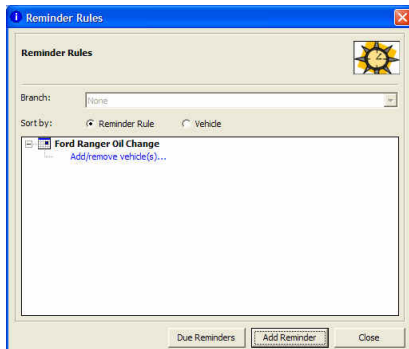 Reminder Rules
Reminder Rules
Branch: None
Sort by: Reminder Rule Vehicle
Ford Ranger Oil Change
Add/remove vehicle(s)...
Due Reminders Add Reminder Close